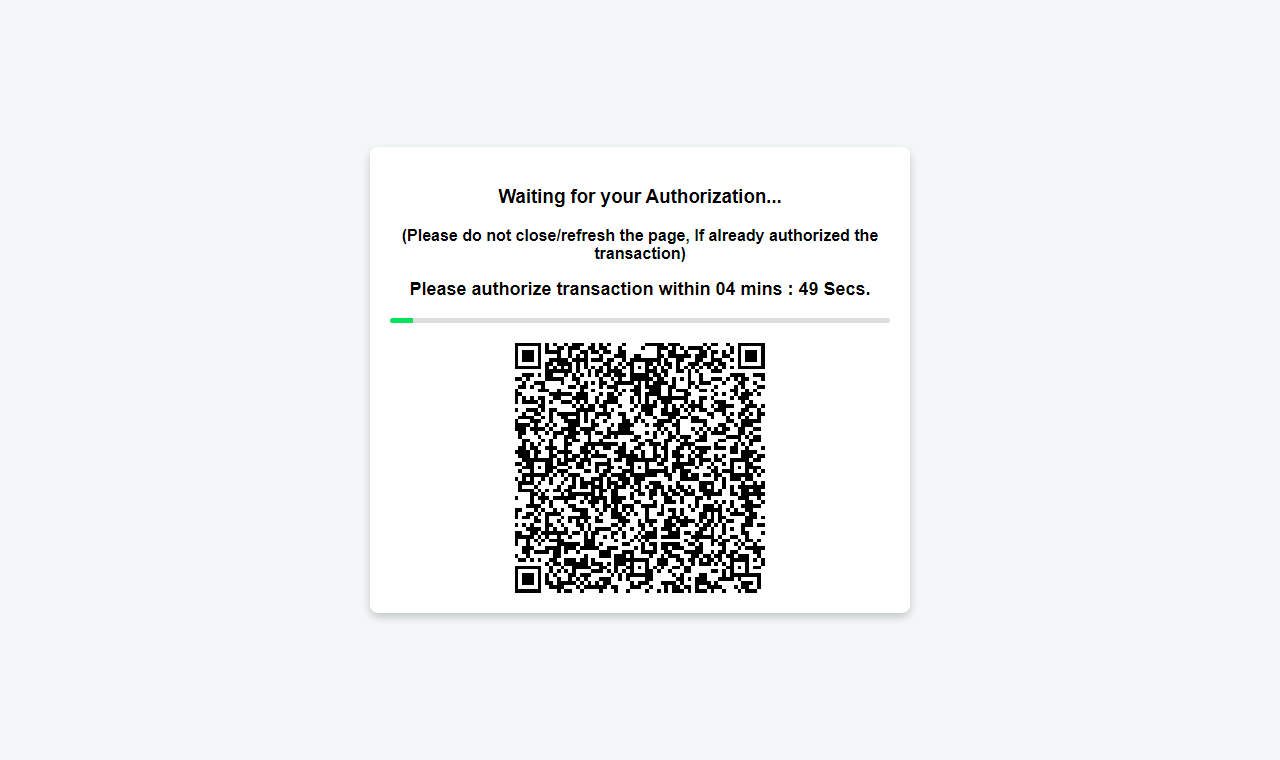 Waiting for your Authorization...
(Please do not close/refresh the page, If already authorized the
transaction)
Please authorize transaction within 04 mins : 49 Secs.